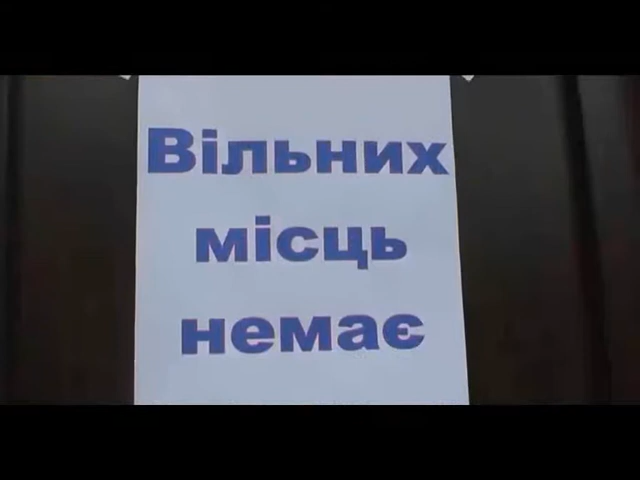 Вільних
місць
немає